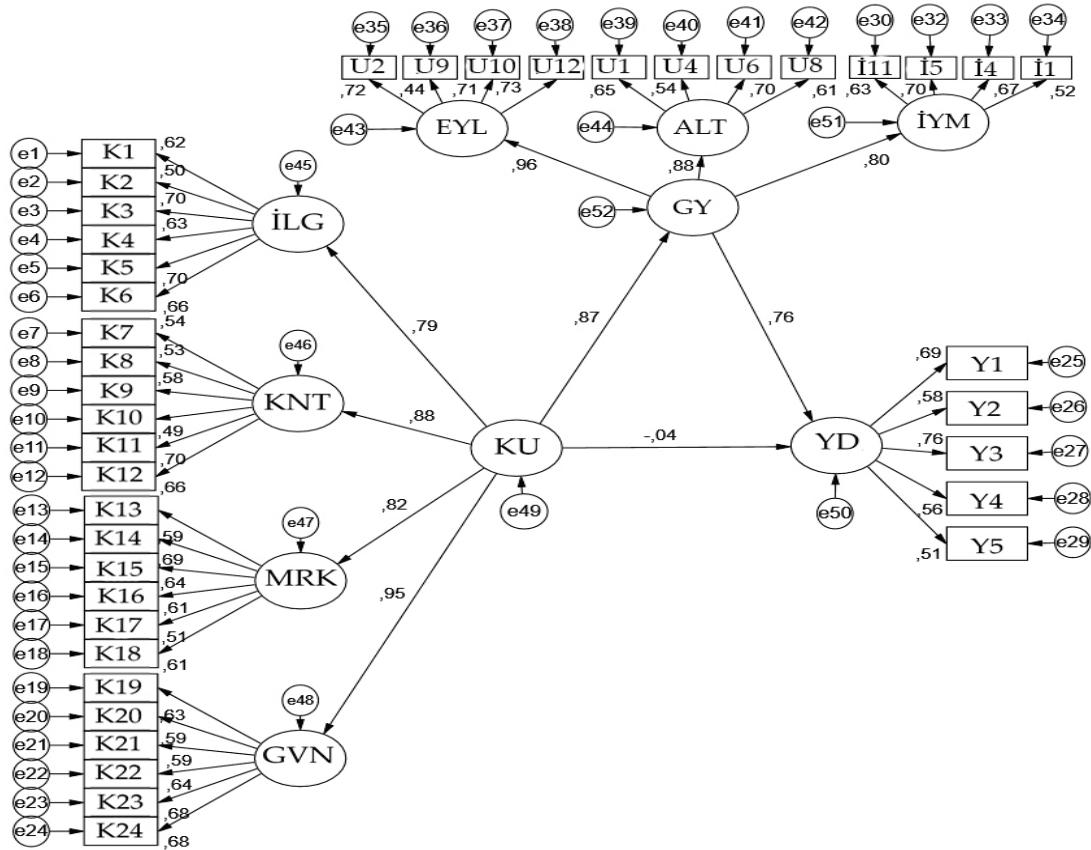 e35 e36 e37 e38 e39 e40 e41 e42 e30 e32 e33 e34
U2 U9 U10 U12 U1 U4 U6 U8 İ11 İ5 İ4 İ1
,72 ,44 ,71 ,73 ,65 ,54 ,70 ,61 ,63 ,70 ,67 ,52
e43 EYL e44 ALT e51 İYM
,96 ,88 ,80
e52 GY
e1 K1 ,62
e2 K2 ,50
e3 K3 ,70
e4 K4 ,63
e5 K5
e6 K6 ,70
,66
e45
İLG
,79
,87
,76
e7 K7 ,54
e8 K8 ,53
e9 K9 ,58
e10 K10
e11 K11 ,49
e12 K12 ,70
,66
e46
KNT
,88
KU
-,04
YD
e49
e50
,69 Y1 e25
,58 Y2 e26
,76 Y3 e27
Y4 e28
,56
,51 Y5 e29
e13 K13
e14 K14 ,59
e15 K15 ,69
e16 K16 ,64
e17 K17 ,61
e18 K18 ,51
,61
e47
MRK
,82
,95
e19 K19
e20 K20 ,63
e21 K21 ,59
e22 K22 ,59
e23 K23 ,64
e24 K24 ,68
,68
e48
GVN